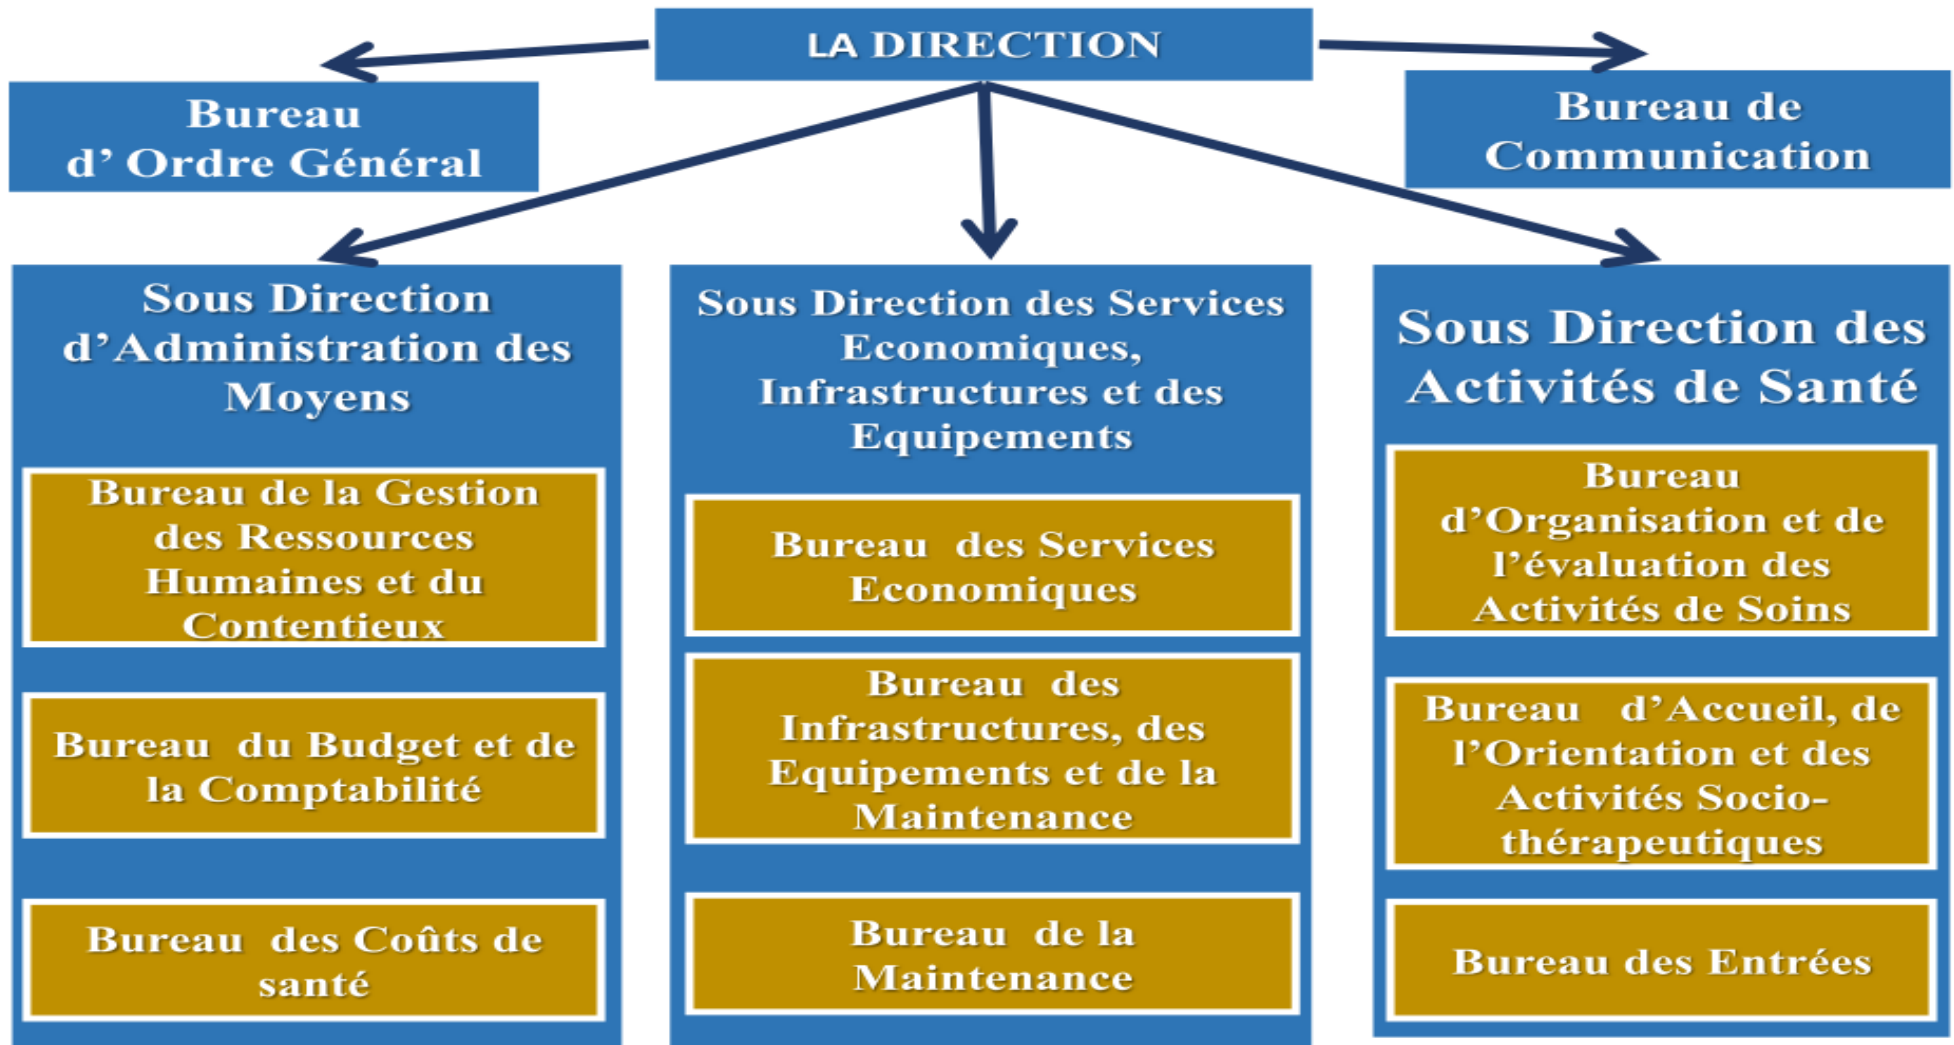 LA DIRECTION
Bureau
d’ Ordre Général
Bureau de
Communication
Sous Direction
d’Administration des
Moyens
Bureau de la Gestion
des Ressources
Humaines et du
Contentieux
Bureau du Budget et de
la Comptabilité
Bureau des Coûts de
santé
Sous Direction des Services
Economiques,
Infrastructures et des
Equipements
Bureau des Services
Economiques
Bureau des
Infrastructures, des
Equipements et de la
Maintenance
Bureau de la
Maintenance
Sous Direction des
Activités de Santé
Bureau
d’Organisation et de
l’évaluation des
Activités de Soins
Bureau d’Accueil, de
l’Orientation et des
Activités Socio-
thérapeutiques
Bureau des Entrées